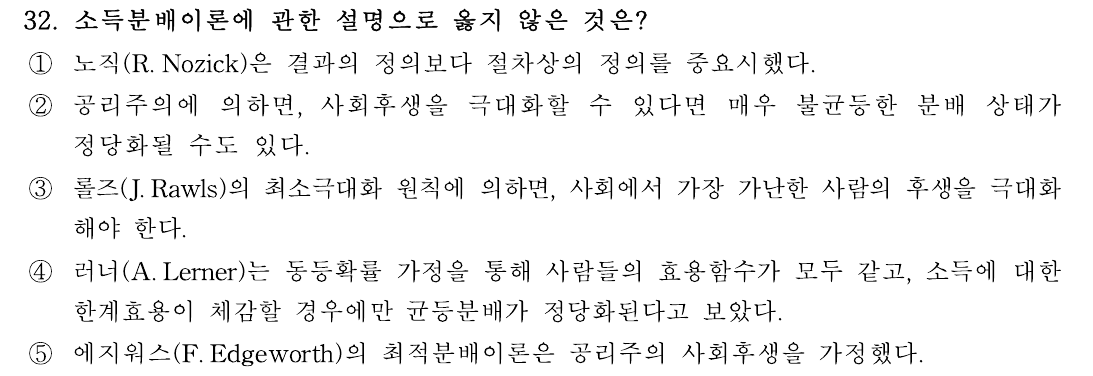 32. 소득분배이론에 관한 설명으로 옳지 않은 것은?
① 노직(R. Nozick)은 결과의 정의보다 절차상의 정의를 중요시했다.
② 공리주의에 의하면, 사회후생을 극대화할 수 있다면 매우 불균등한 분배 상태가
정당화될 수도 있다.
③ 롤즈(J. Rawls)의 최소극대화 원칙에 의하면, 사회에서 가장 가난한 사람의 후생을 극대화
해야 한다.
④ 러너(A. Lerner)는 동등확률 가정을 통해 사람들의 효용함수가 모두 같고, 소득에 대한
한계효용이 체감할 경우에만 균등분배가 정당화된다고 보았다.
⑤ 에지워스(F. Edgeworth)의 최적분배이론은 공리주의 사회후생을 가정했다.